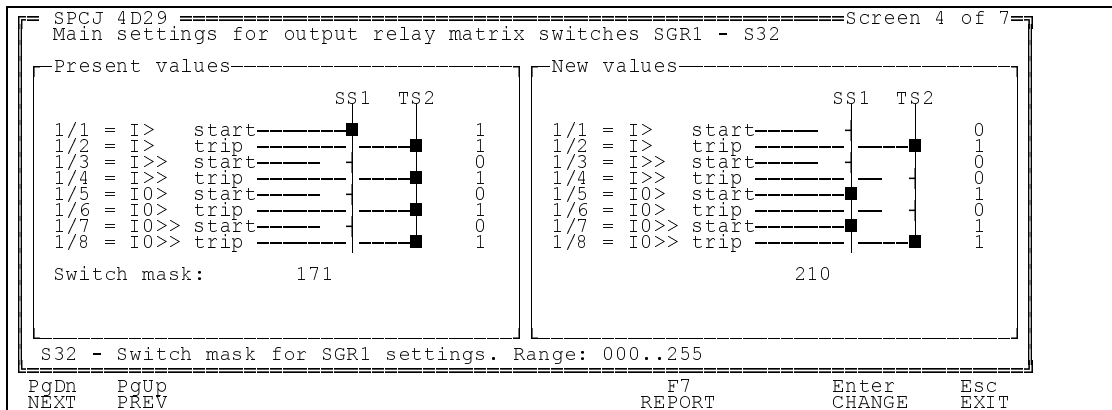 SPCJ 4D29 Screen 4 of 7
Main settings for output relay matrix switches SGR1 - S32
Present values
SS1 TS2
1/1 = I> start 1
1/2 = I> trip 1
1/3 = I>> start 0
1/4 = I>> trip 1
1/5 = I0> start 0
1/6 = I0> trip 1
1/7 = I0>> start 0
1/8 = I0>> trip 1
Switch mask: 171
New values
SS1 TS2
1/1 = I> start 0
1/2 = I> trip 1
1/3 = I>> start 0
1/4 = I>> trip 0
1/5 = I0> start 1
1/6 = I0> trip 0
1/7 = I0>> start 1
1/8 = I0>> trip 1
210
S32 - Switch mask for SGR1 settings. Range: 000..255
PgDn PgUp F7 Enter Esc
NEXT PREV REPORT CHANGE EXIT